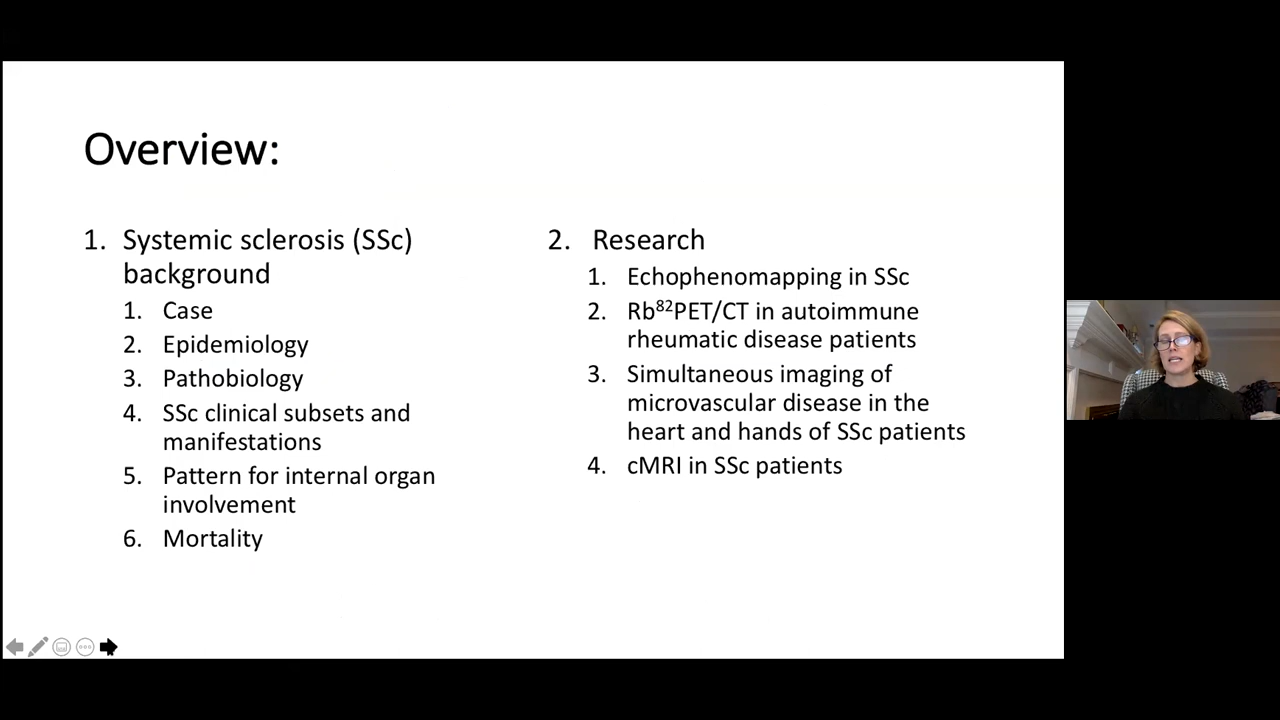 Overview:
1. Systemic sclerosis (SSc)
background
1. Case
2. Epidemiology
3. Pathobiology
4. SSc clinical subsets and
manifestations
5. Pattern for internal organ
involvement
6. Mortality
2. Research
1. Echophenomapping in SSc
2. Rb⁸²PET/CT in autoimmune
rheumatic disease patients
3. Simultaneous imaging of
microvascular disease in the
heart and hands of SSc patients
4. cMRI in SSc patients